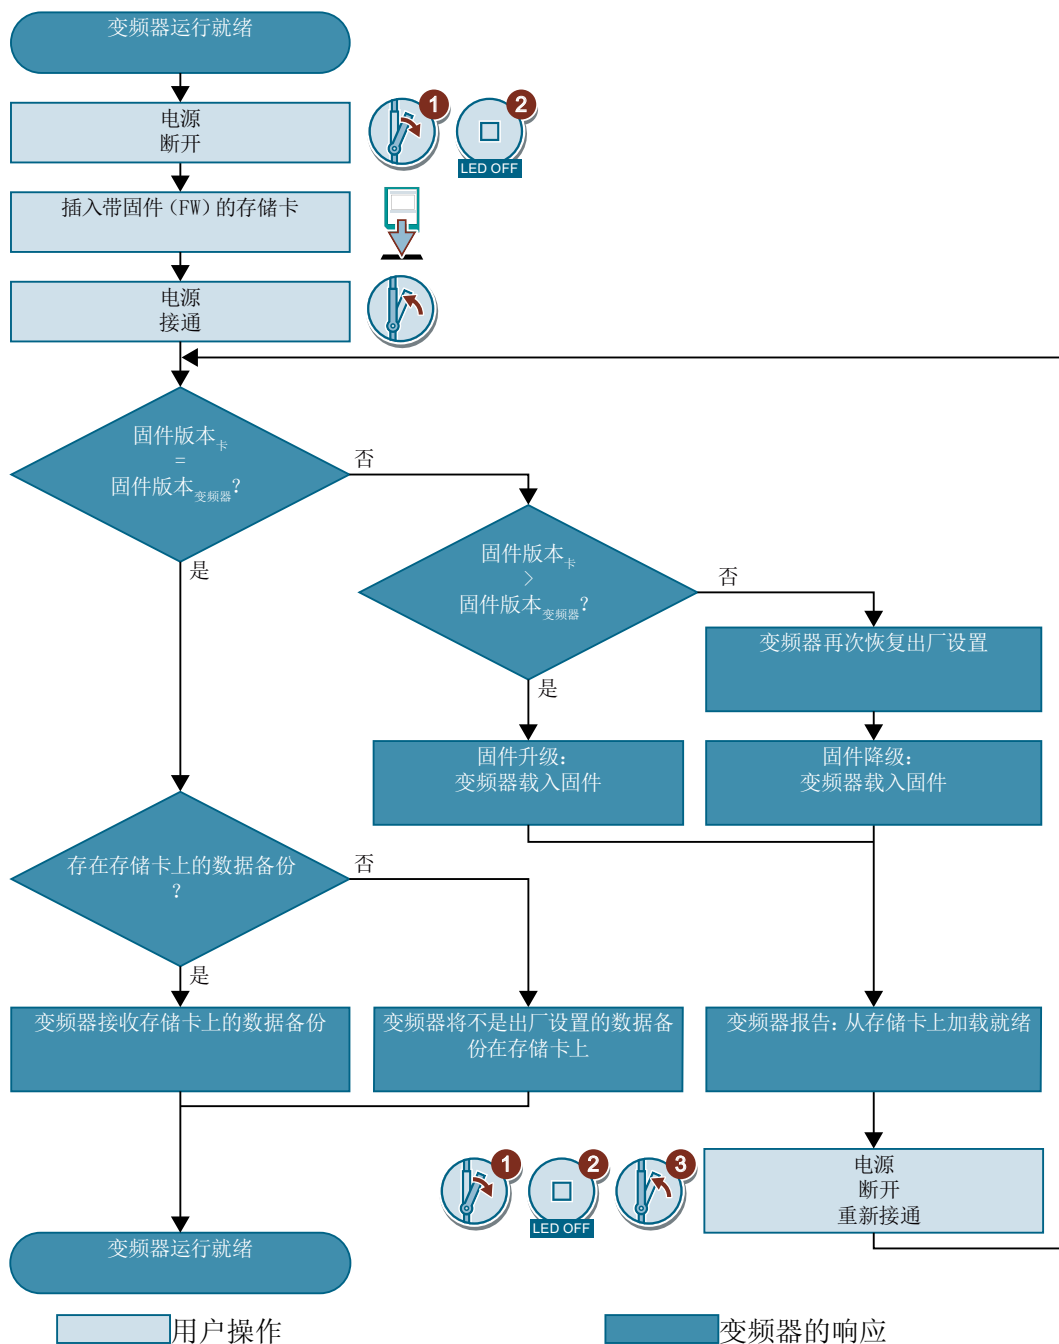 变频器运行就绪
电源
断开
1
2
LED OFF
插入带固件(FW)的存储卡
电源
接通
固件版本卡
=
固件版本变频器?
否
是
固件版本卡
>
固件版本变频器?
否
是
变频器再次恢复出厂设置
固件升级:
变频器载入固件
固件降级:
变频器载入固件
存在存储卡上的数据备份
?
否
是
变频器接收存储卡上的数据备份
变频器将不是出厂设置的数据备
份在存储卡上
变频器报告:从存储卡上加载就绪
1
2
3
LED OFF
电源
断开
重新接通
变频器运行就绪
用户操作
变频器的响应